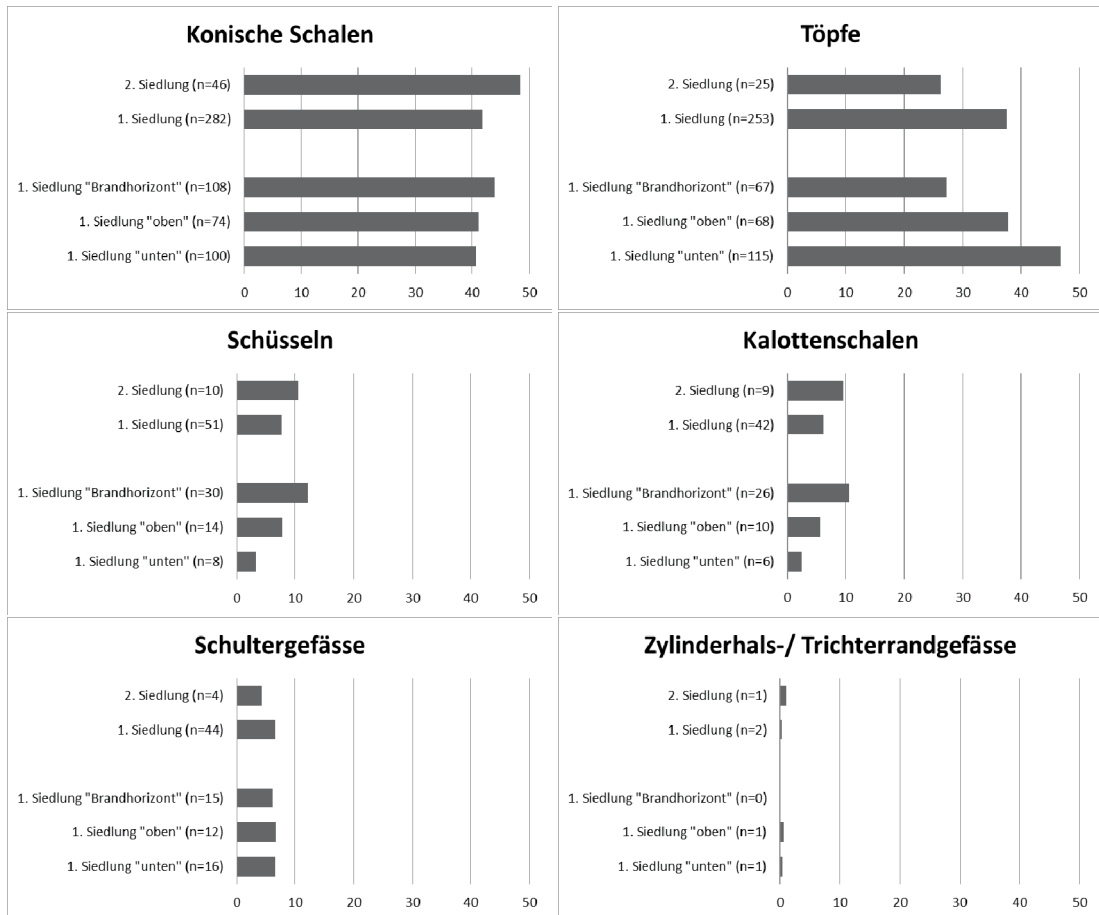 Konische Schalen
2. Siedlung (n=46)
1. Siedlung (n=282)
1. Siedlung "Brandhorizont" (n=108)
1. Siedlung "oben" (n=74)
1. Siedlung "unten" (n=100)
0 10 20 30 40 50
Töpfe
2. Siedlung (n=25)
1. Siedlung (n=253)
1. Siedlung "Brandhorizont" (n=67)
1. Siedlung "oben" (n=68)
1. Siedlung "unten" (n=115)
0 10 20 30 40 50
Schüsseln
2. Siedlung (n=10)
1. Siedlung (n=51)
1. Siedlung "Brandhorizont" (n=30)
1. Siedlung "oben" (n=14)
1. Siedlung "unten" (n=8)
0 10 20 30 40 50
Kalottenschalen
2. Siedlung (n=9)
1. Siedlung (n=42)
1. Siedlung "Brandhorizont" (n=26)
1. Siedlung "oben" (n=10)
1. Siedlung "unten" (n=6)
0 10 20 30 40 50
Schultergefässe
2. Siedlung (n=4)
1. Siedlung (n=44)
1. Siedlung "Brandhorizont" (n=15)
1. Siedlung "oben" (n=12)
1. Siedlung "unten" (n=16)
0 10 20 30 40 50
Zylinderhals-/ Trichterrandgefässe
2. Siedlung (n=1)
1. Siedlung (n=2)
1. Siedlung "Brandhorizont" (n=0)
1. Siedlung "oben" (n=1)
1. Siedlung "unten" (n=1)
0 10 20 30 40 50